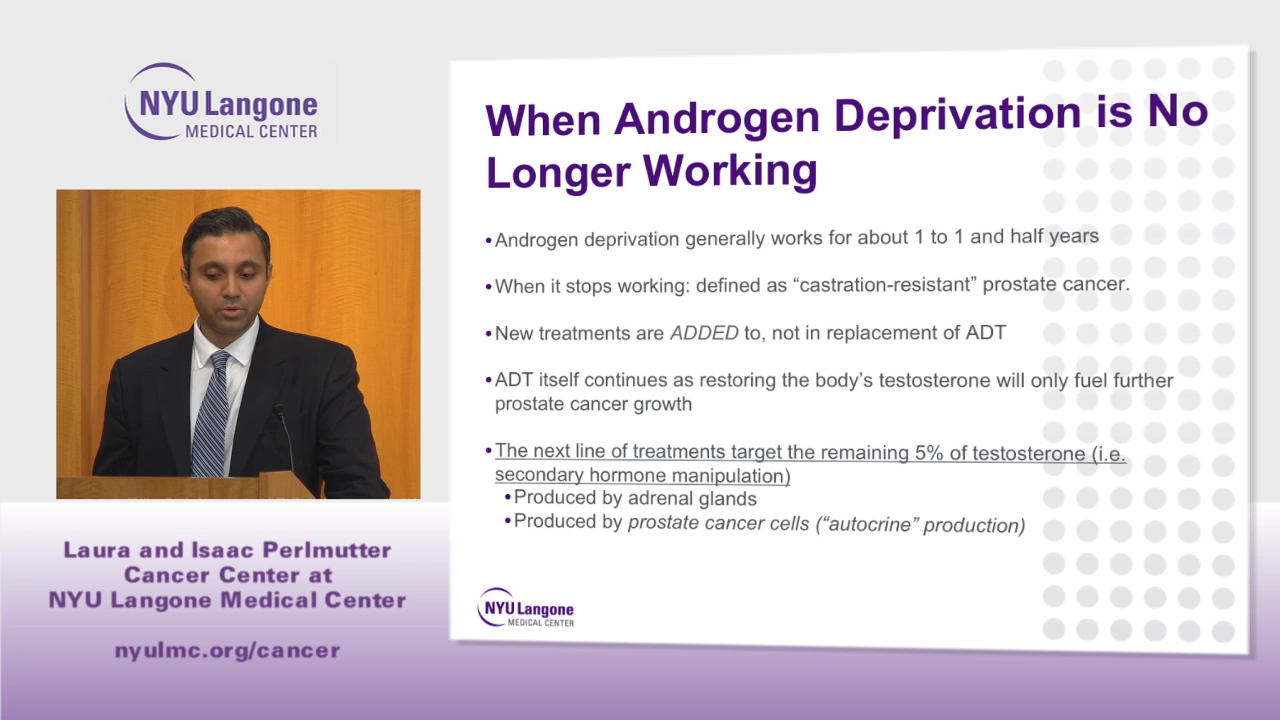 NYU Langone
MEDICAL CENTER
Laura and Isaac Perlmutter
Cancer Center at
NYU Langone Medical Center
nyulmc.org/cancer
When Androgen Deprivation is No
Longer Working
•Androgen deprivation generally works for about 1 to 1 and half years
•When it stops working: defined as “castration-resistant” prostate cancer.
•New treatments are ADDED to, not in replacement of ADT
•ADT itself continues as restoring the body’s testosterone will only fuel further
prostate cancer growth
•The next line of treatments target the remaining 5% of testosterone (i.e.
secondary hormone manipulation)
•Produced by adrenal glands
•Produced by prostate cancer cells (“autocrine” production)
NYU Langone
MEDICAL CENTER